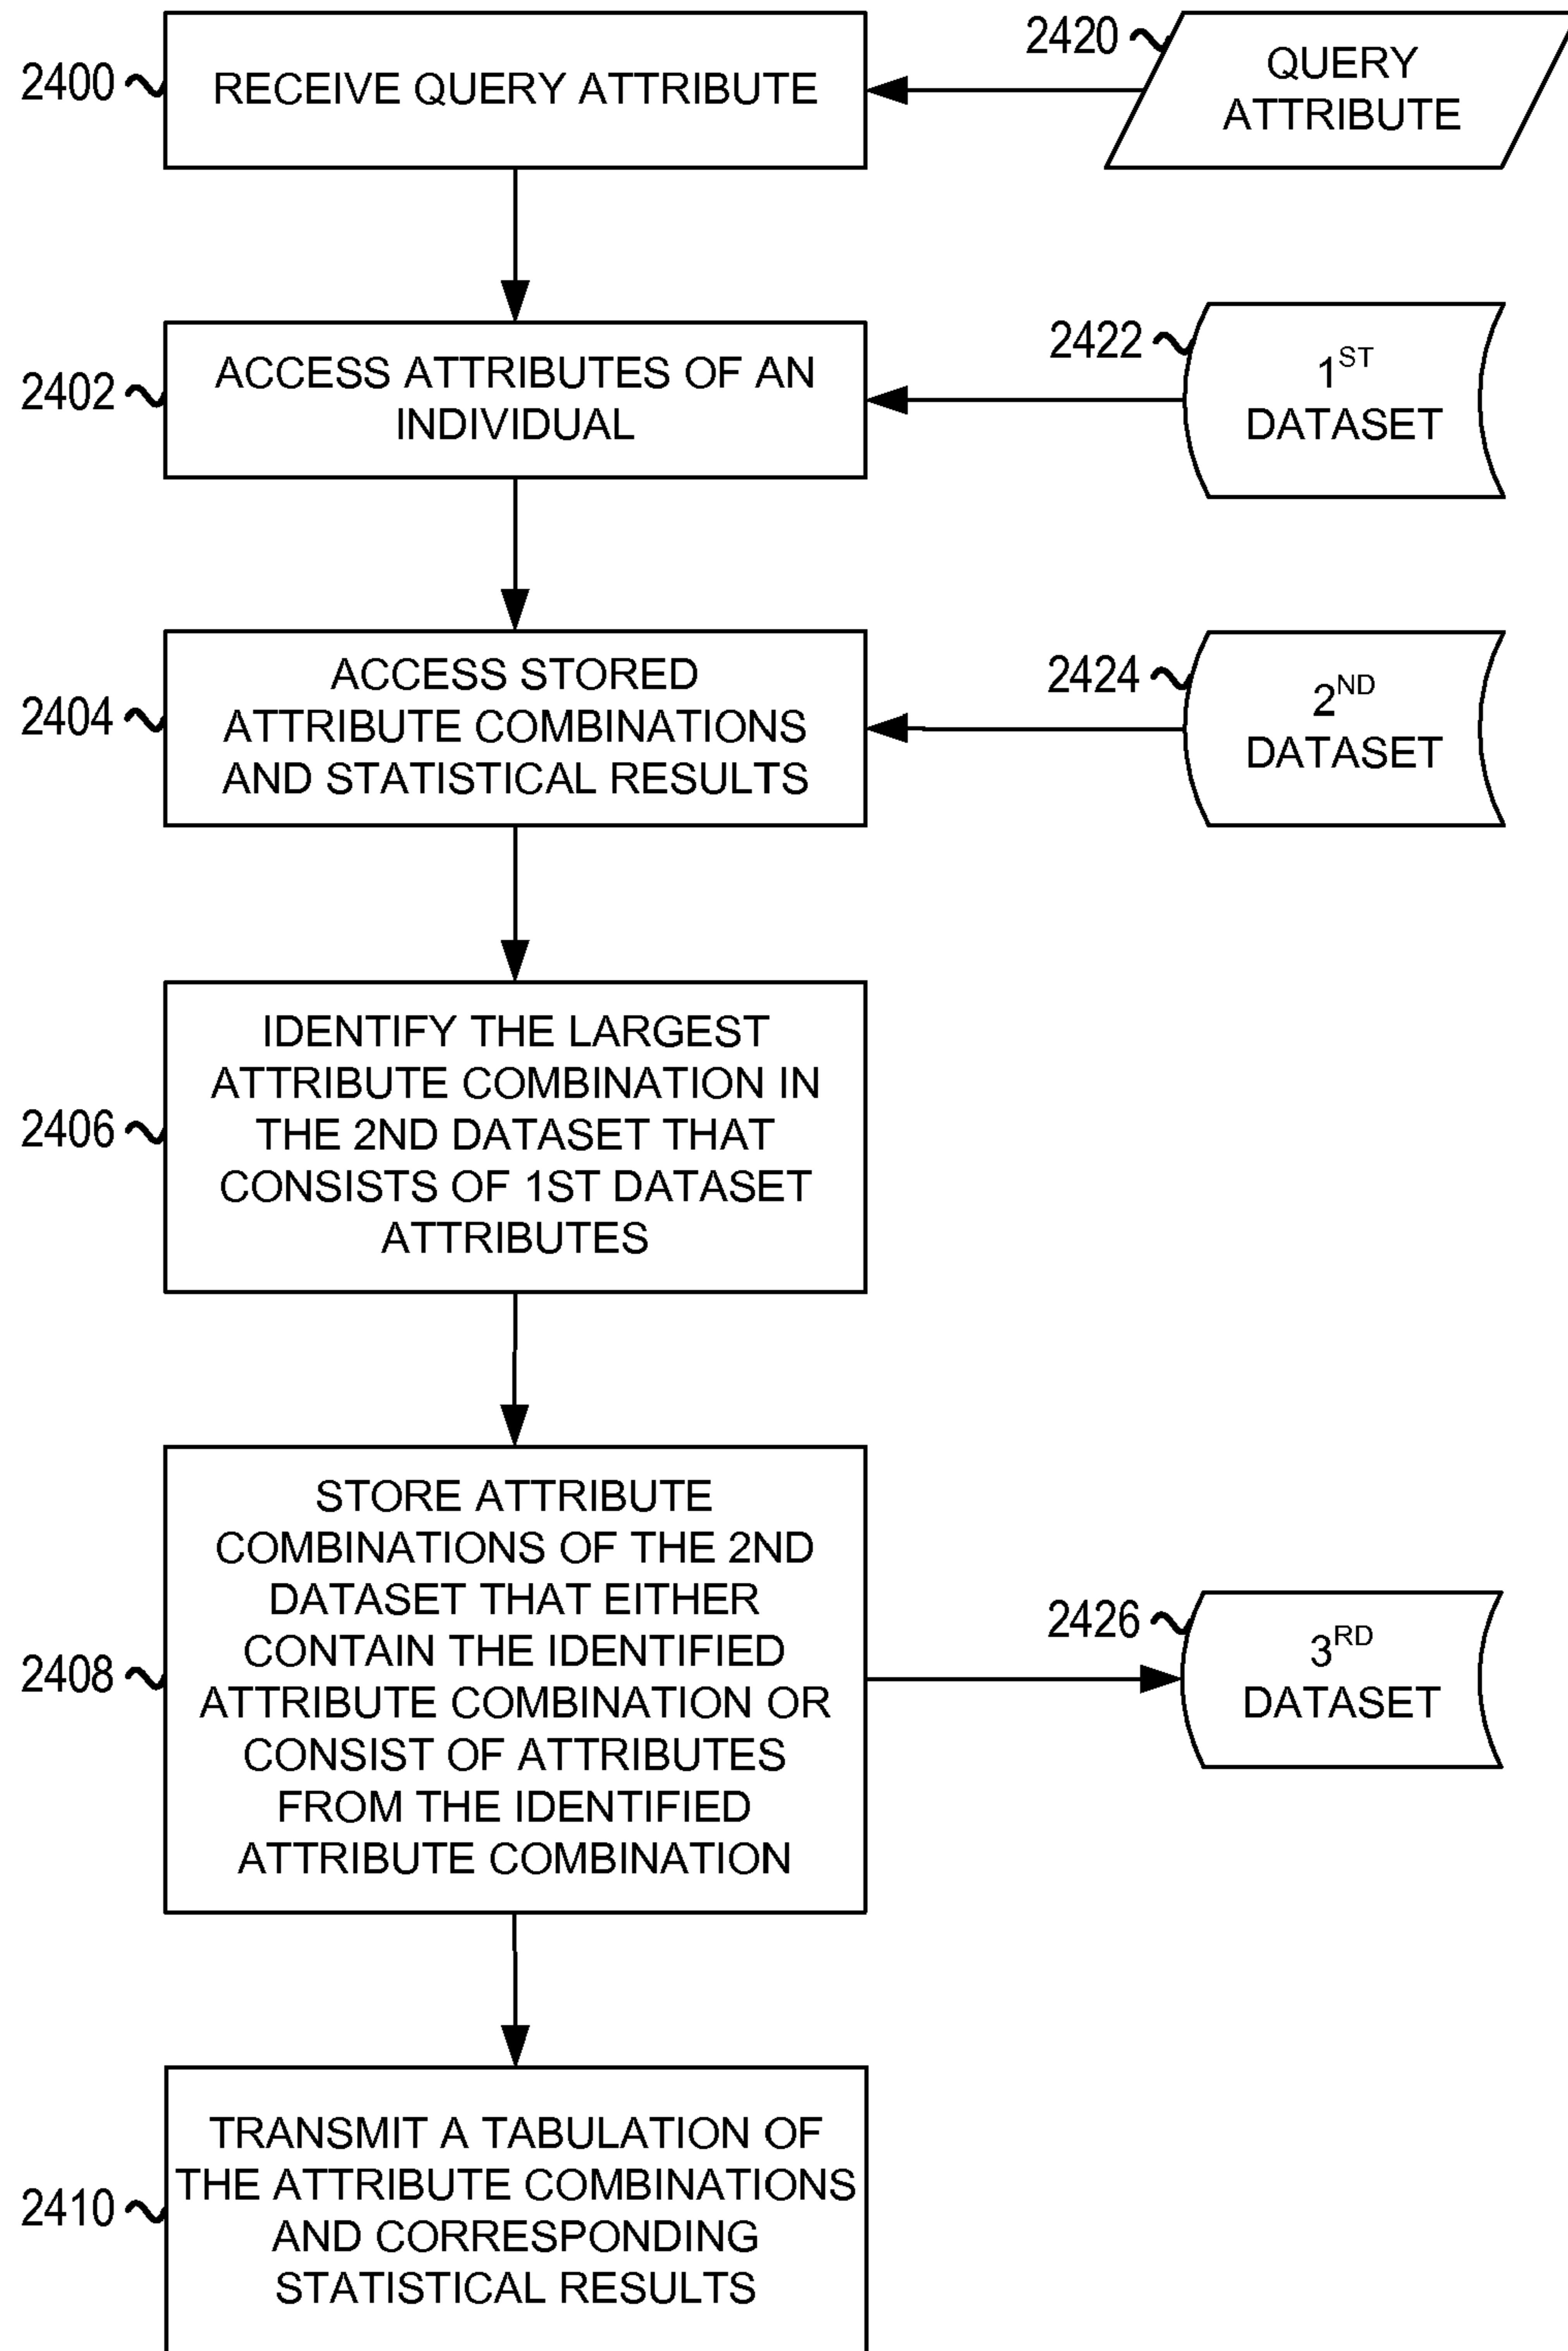 2400
RECEIVE QUERY ATTRIBUTE
2420
QUERY
ATTRIBUTE
2402
ACCESS ATTRIBUTES OF AN
INDIVIDUAL
2422
1ST
DATASET
2404
ACCESS STORED
ATTRIBUTE COMBINATIONS
AND STATISTICAL RESULTS
2424
2ND
DATASET
2406
IDENTIFY THE LARGEST
ATTRIBUTE COMBINATION IN
THE 2ND DATASET THAT
CONSISTS OF 1ST DATASET
ATTRIBUTES
2408
STORE ATTRIBUTE
COMBINATIONS OF THE 2ND
DATASET THAT EITHER
CONTAIN THE IDENTIFIED
ATTRIBUTE COMBINATION OR
CONSIST OF ATTRIBUTES
FROM THE IDENTIFIED
ATTRIBUTE COMBINATION
2426
3RD
DATASET
2410
TRANSMIT A TABULATION OF
THE ATTRIBUTE COMBINATIONS
AND CORRESPONDING
STATISTICAL RESULTS